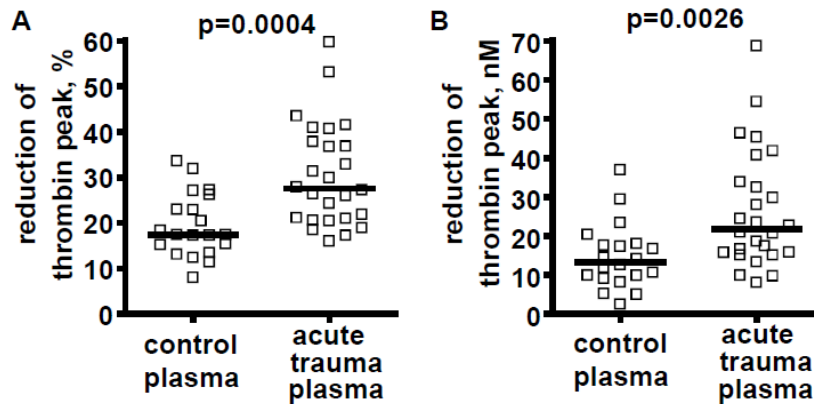 A
p=0.0004
reduction of
thrombin peak, %
60
50
40
30
20
10
0
control
plasma
acute
trauma
plasma
B
p=0.0026
reduction of
thrombin peak, nM
70
60
50
40
30
20
10
0
control
plasma
acute
trauma
plasma